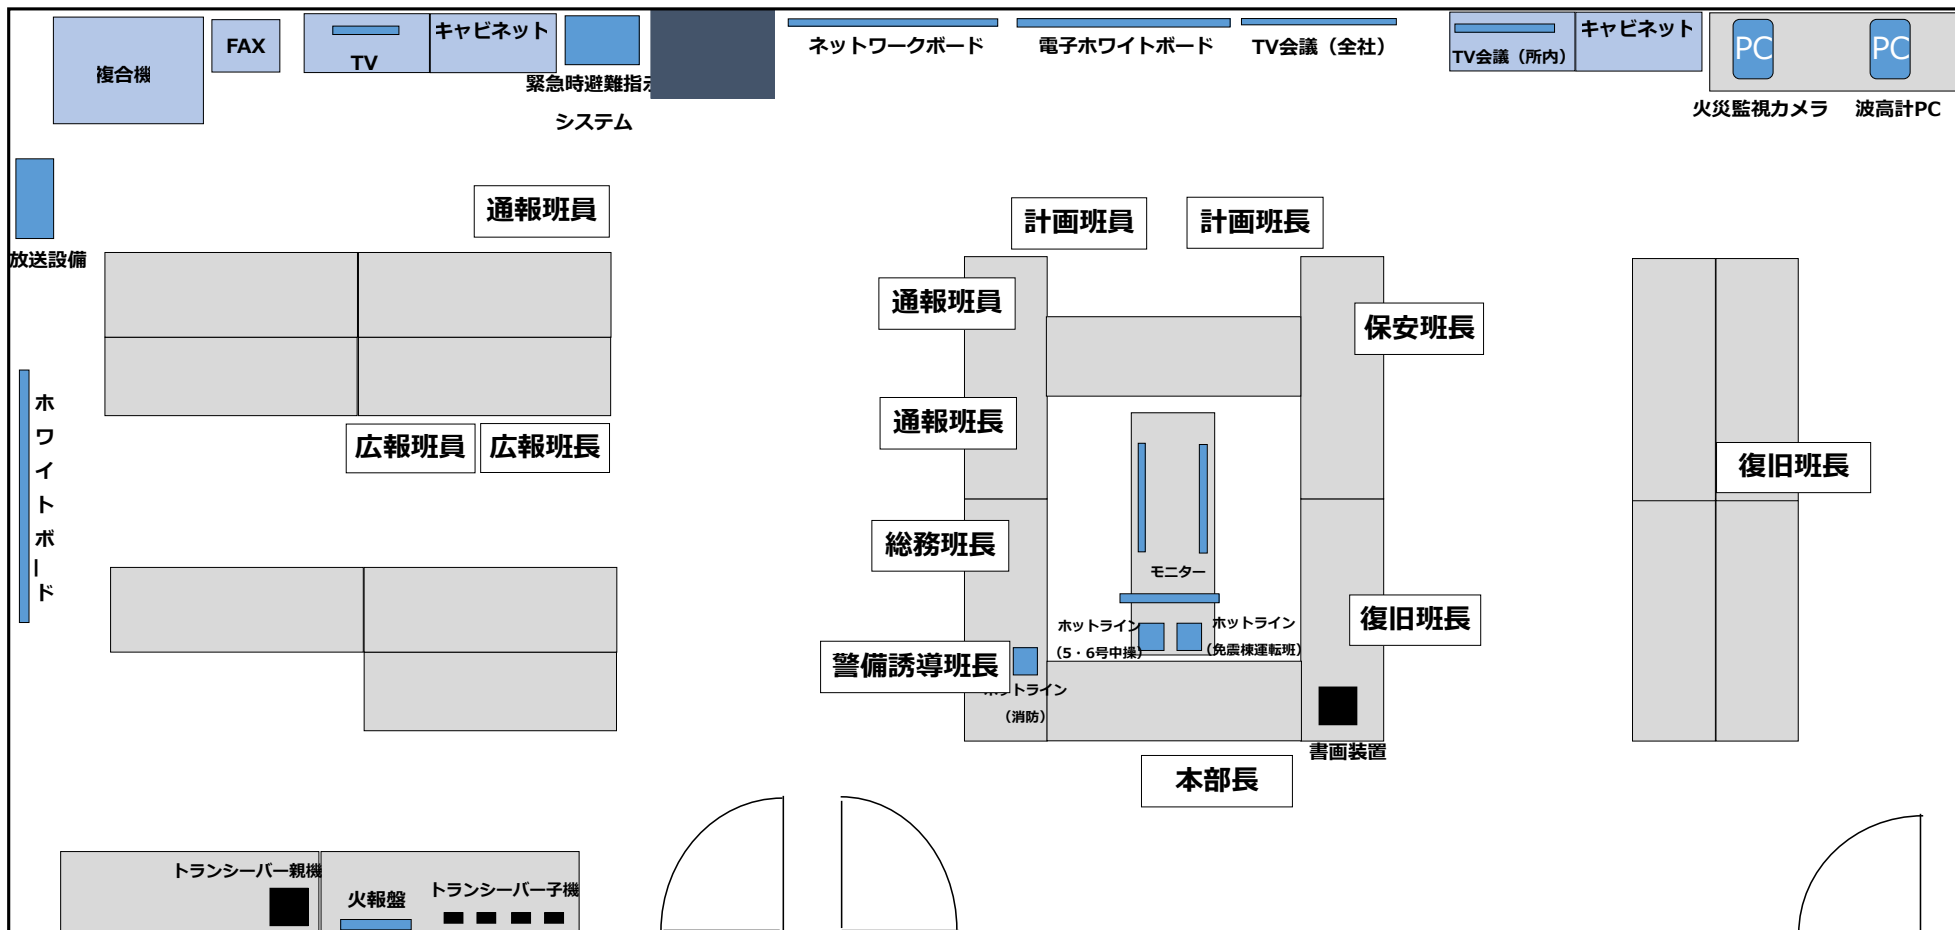 複合機
FAX
TV
キャビネット
緊急時避難指示
システム
ネットワークボード
電子ホワイトボード
TV会議（全社）
TV会議（所内）
キャビネット
PC
PC
火災監視カメラ
波高計PC
放送設備
ホワイトボード
通報班員
広報班員
広報班長
計画班員
計画班長
通報班員
保安班長
通報班長
総務班長
警備誘導班長
モニター
ホットライン
（5・6号中操）
ホットライン
（免震棟運転班）
ホットライン
（消防）
復旧班長
復旧班長
書画装置
本部長
トランシーバー親機
火報盤
トランシーバー子機